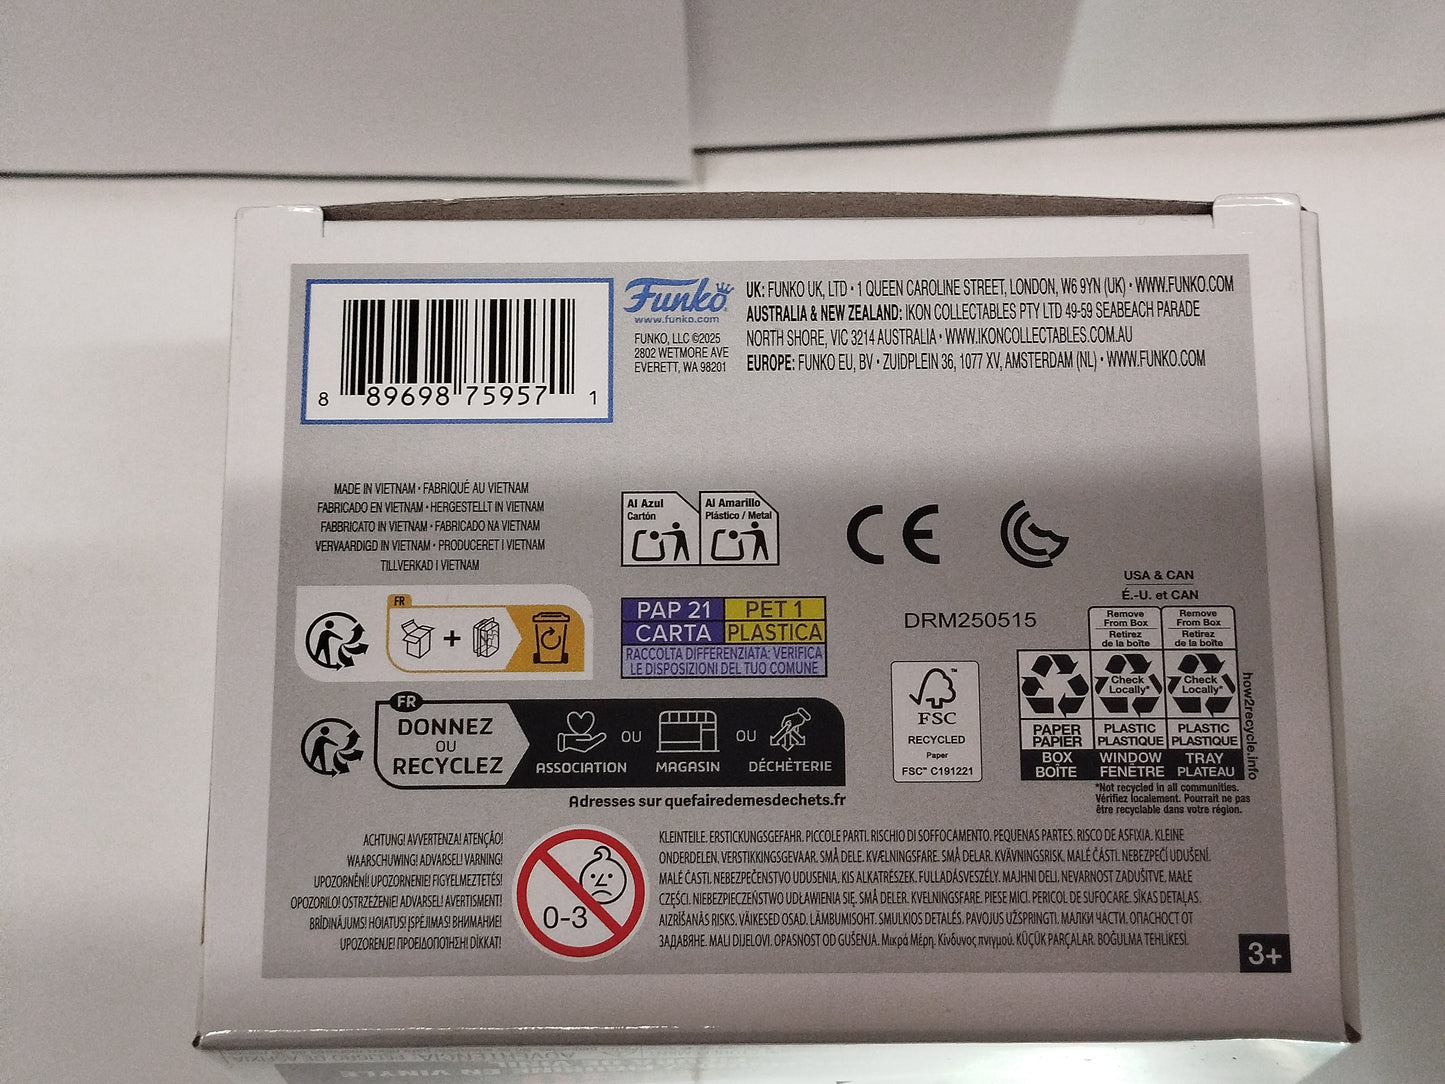 8 89698 75957 1
Funko
www.funko.com
FUNKO, LLC ©2025
2802 WETMORE AVE
EVERETT, WA 98201
UK: FUNKO UK, LTD • 1 QUEEN CAROLINE STREET, LONDON, W6 9YN (UK) • WWW.FUNKO.COM
AUSTRALIA & NEW ZEALAND: IKON COLLECTABLES PTY LTD 49-59 SEABEACH PARADE
NORTH SHORE, VIC 3214 AUSTRALIA • WWW.IKONCOLLECTABLES.COM.AU
EUROPE: FUNKO EU, BV • ZUIDPLEIN 36, 1077 XV, AMSTERDAM (NL) • WWW.FUNKO.COM
MADE IN VIETNAM • FABRIQUÉ AU VIETNAM
FABRICADO EN VIETNAM • HERGESTELLT IN VIETNAM
FABBRICATO IN VIETNAM • FABRICADO NA VIETNAM
VERVAARDIGD IN VIETNAM • PRODUCERET I VIETNAM
TILLVERKAD I VIETNAM
Al Azul
Cartón
Al Amarillo
Plástico / Metal
CE
FR
+
PAP 21
CARTA
PET 1
PLASTICA
RACCOLTA DIFFERENZIATA: VERIFICA
LE DISPOSIZIONI DEL TUO COMUNE
DRM250515
FSC
RECYCLED
Paper
FSC™ C191221
USA & CAN
É.-U. et CAN
Remove
From Box
Retirez
de la boîte
Remove
From Box
Retirez
de la boîte
Check
Locally*
Check
Locally*
PAPER
PAPIER
PLASTIC
PLASTIQUE
PLASTIC
PLASTIQUE
BOX
BOÎTE
WINDOW
FENÊTRE
TRAY
PLATEAU
how2recycle.info
*Not recycled in all communities.
Vérifiez localement. Pourrait ne pas
être recyclable dans votre région.
FR
DONNEZ
OU
RECYCLEZ
ASSOCIATION
OU
MAGASIN
OU
DÉCHÈTERIE
Adresses sur quefairedemesdechets.fr
ACHTUNG! AVVERTENZA! ATENÇÃO!
WAARSCHUWING! ADVARSEL! VARNING!
UPOZORNĚNÍ! UPOZORNENIE! FIGYELMEZTETÉS!
OPOZORILO! OSTRZEŻENIE! ADVARSEL! AVERTISMENT!
BRĪDINĀJUMS! HOIATUS! ĮSPĖJIMAS! ВНИМАНИЕ!
UPOZORENJE! ΠΡΟΕΙΔΟΠΟΙΗΣΗ! DİKKAT!
0-3
KLEINTEILE. ERSTICKUNGSGEFAHR. PICCOLE PARTI. RISCHIO DI SOFFOCAMENTO. PEQUENAS PARTES. RISCO DE ASFIXIA. KLEINE
ONDERDELEN. VERSTIKKINGSGEVAAR. SMÅ DELE. KVÆLNINGSFARE. SMÅ DELAR. KVÄVNINGSRISK. MALÉ ČÁSTI. NEBEZPEČÍ UDUŠENÍ.
MALÉ ČASTI. NEBEZPEČENSTVO UDUSENIA. KIS ALKATRÉSZEK. FULLADÁSVESZÉLY. MAJHNI DELI. NEVARNOST ZADUŠITVE. MAŁE
CZĘŚCI. NIEBEZPIECZEŃSTWO UDŁAWIENIA SIĘ. SMÅ DELER. KVELNINGSFARE. PIESE MICI. PERICOL DE SUFOCARE. SĪKAS DETAĻAS.
AIZRĪŠANĀS RISKS. VÄIKESED OSAD. LÄMBUMISOHT. SMULKIOS DETALĖS. PAVOJUS UŽSPRINGTI. МАЛКИ ЧАСТИ. ОПАСНОСТ ОТ
ЗАДАВЯНЕ. MALI DIJELOVI. OPASNOST OD GUŠENJA. Μικρά Μέρη. Κίνδυνος πνιγμού. KÜÇÜK PARÇALAR. BOĞULMA TEHLİKESİ.
3+